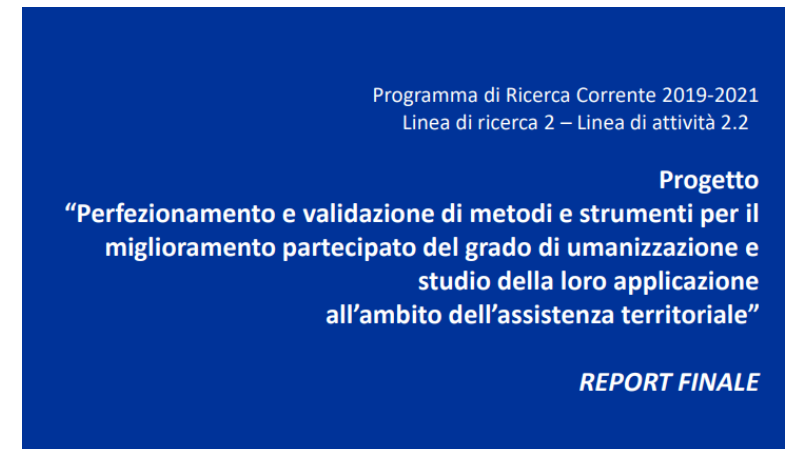 Programma di Ricerca Corrente 2019-2021
Linea di ricerca 2 – Linea di attività 2.2
Progetto
“Perfezionamento e validazione di metodi e strumenti per il
miglioramento partecipato del grado di umanizzazione e
studio della loro applicazione
all’ambito dell’assistenza territoriale”
REPORT FINALE